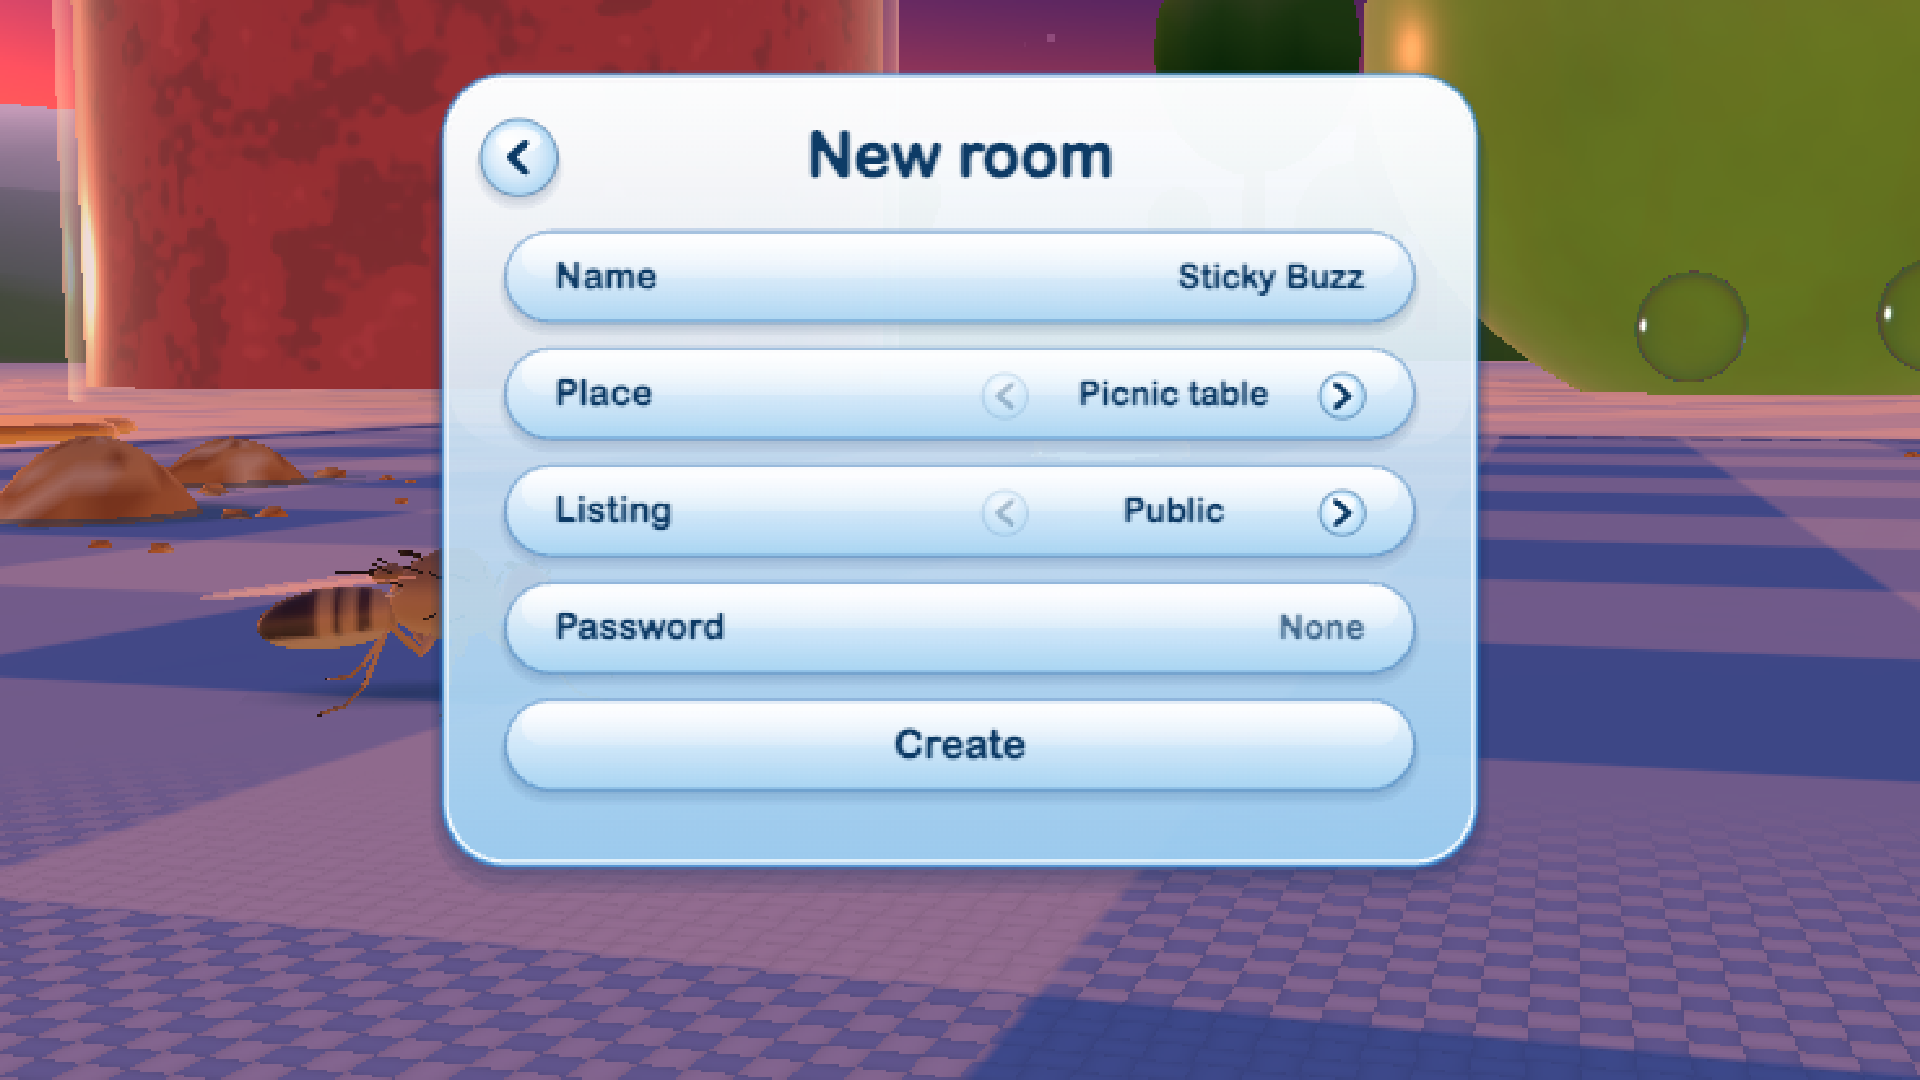 New room
Name Sticky Buzz
Place Picnic table
Listing Public
Password None
Create